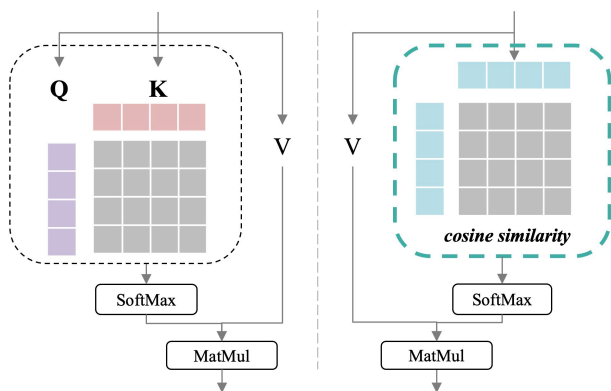 Q K
V
SoftMax
MatMul
V
cosine similarity
SoftMax
MatMul